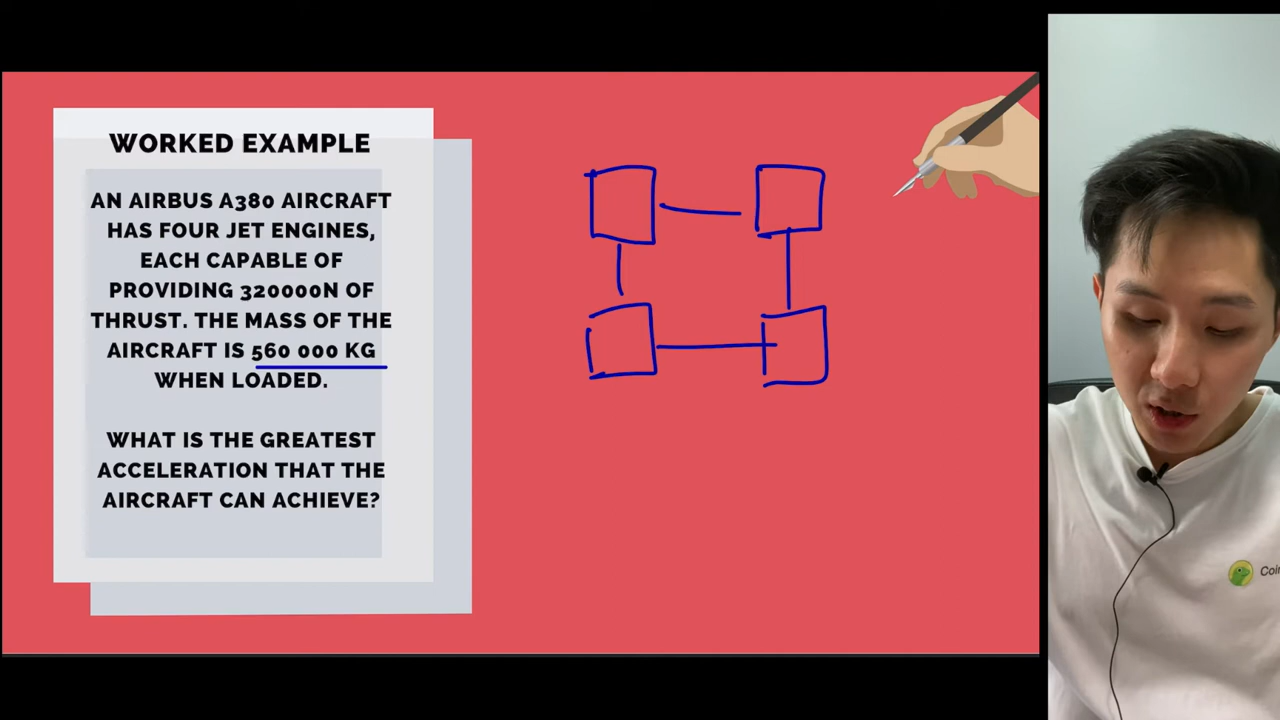 WORKED EXAMPLE
AN AIRBUS A380 AIRCRAFT
HAS FOUR JET ENGINES,
EACH CAPABLE OF
PROVIDING 320000N OF
THRUST. THE MASS OF THE
AIRCRAFT IS 560 000 KG
WHEN LOADED.
WHAT IS THE GREATEST
ACCELERATION THAT THE
AIRCRAFT CAN ACHIEVE?